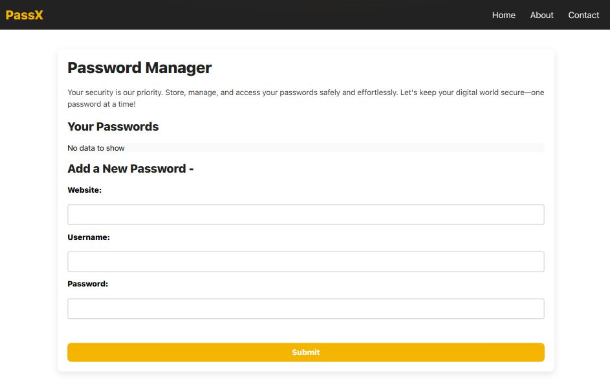 PassX
Home About Contact
Password Manager
Your security is our priority. Store, manage, and access your passwords safely and effortlessly. Let's keep your digital world secure—one
password at a time!
Your Passwords
No data to show
Add a New Password -
Website:
Username:
Password:
Submit